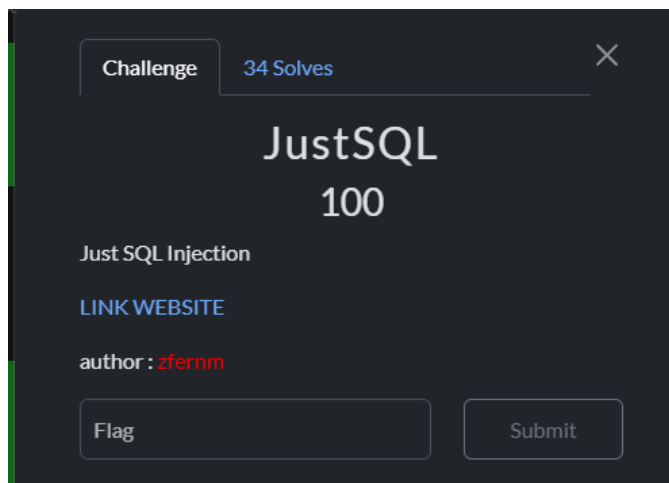 Challenge
34 Solves
JustSQL
100
Just SQL Injection
LINK WEBSITE
author : zfernm
Flag
Submit